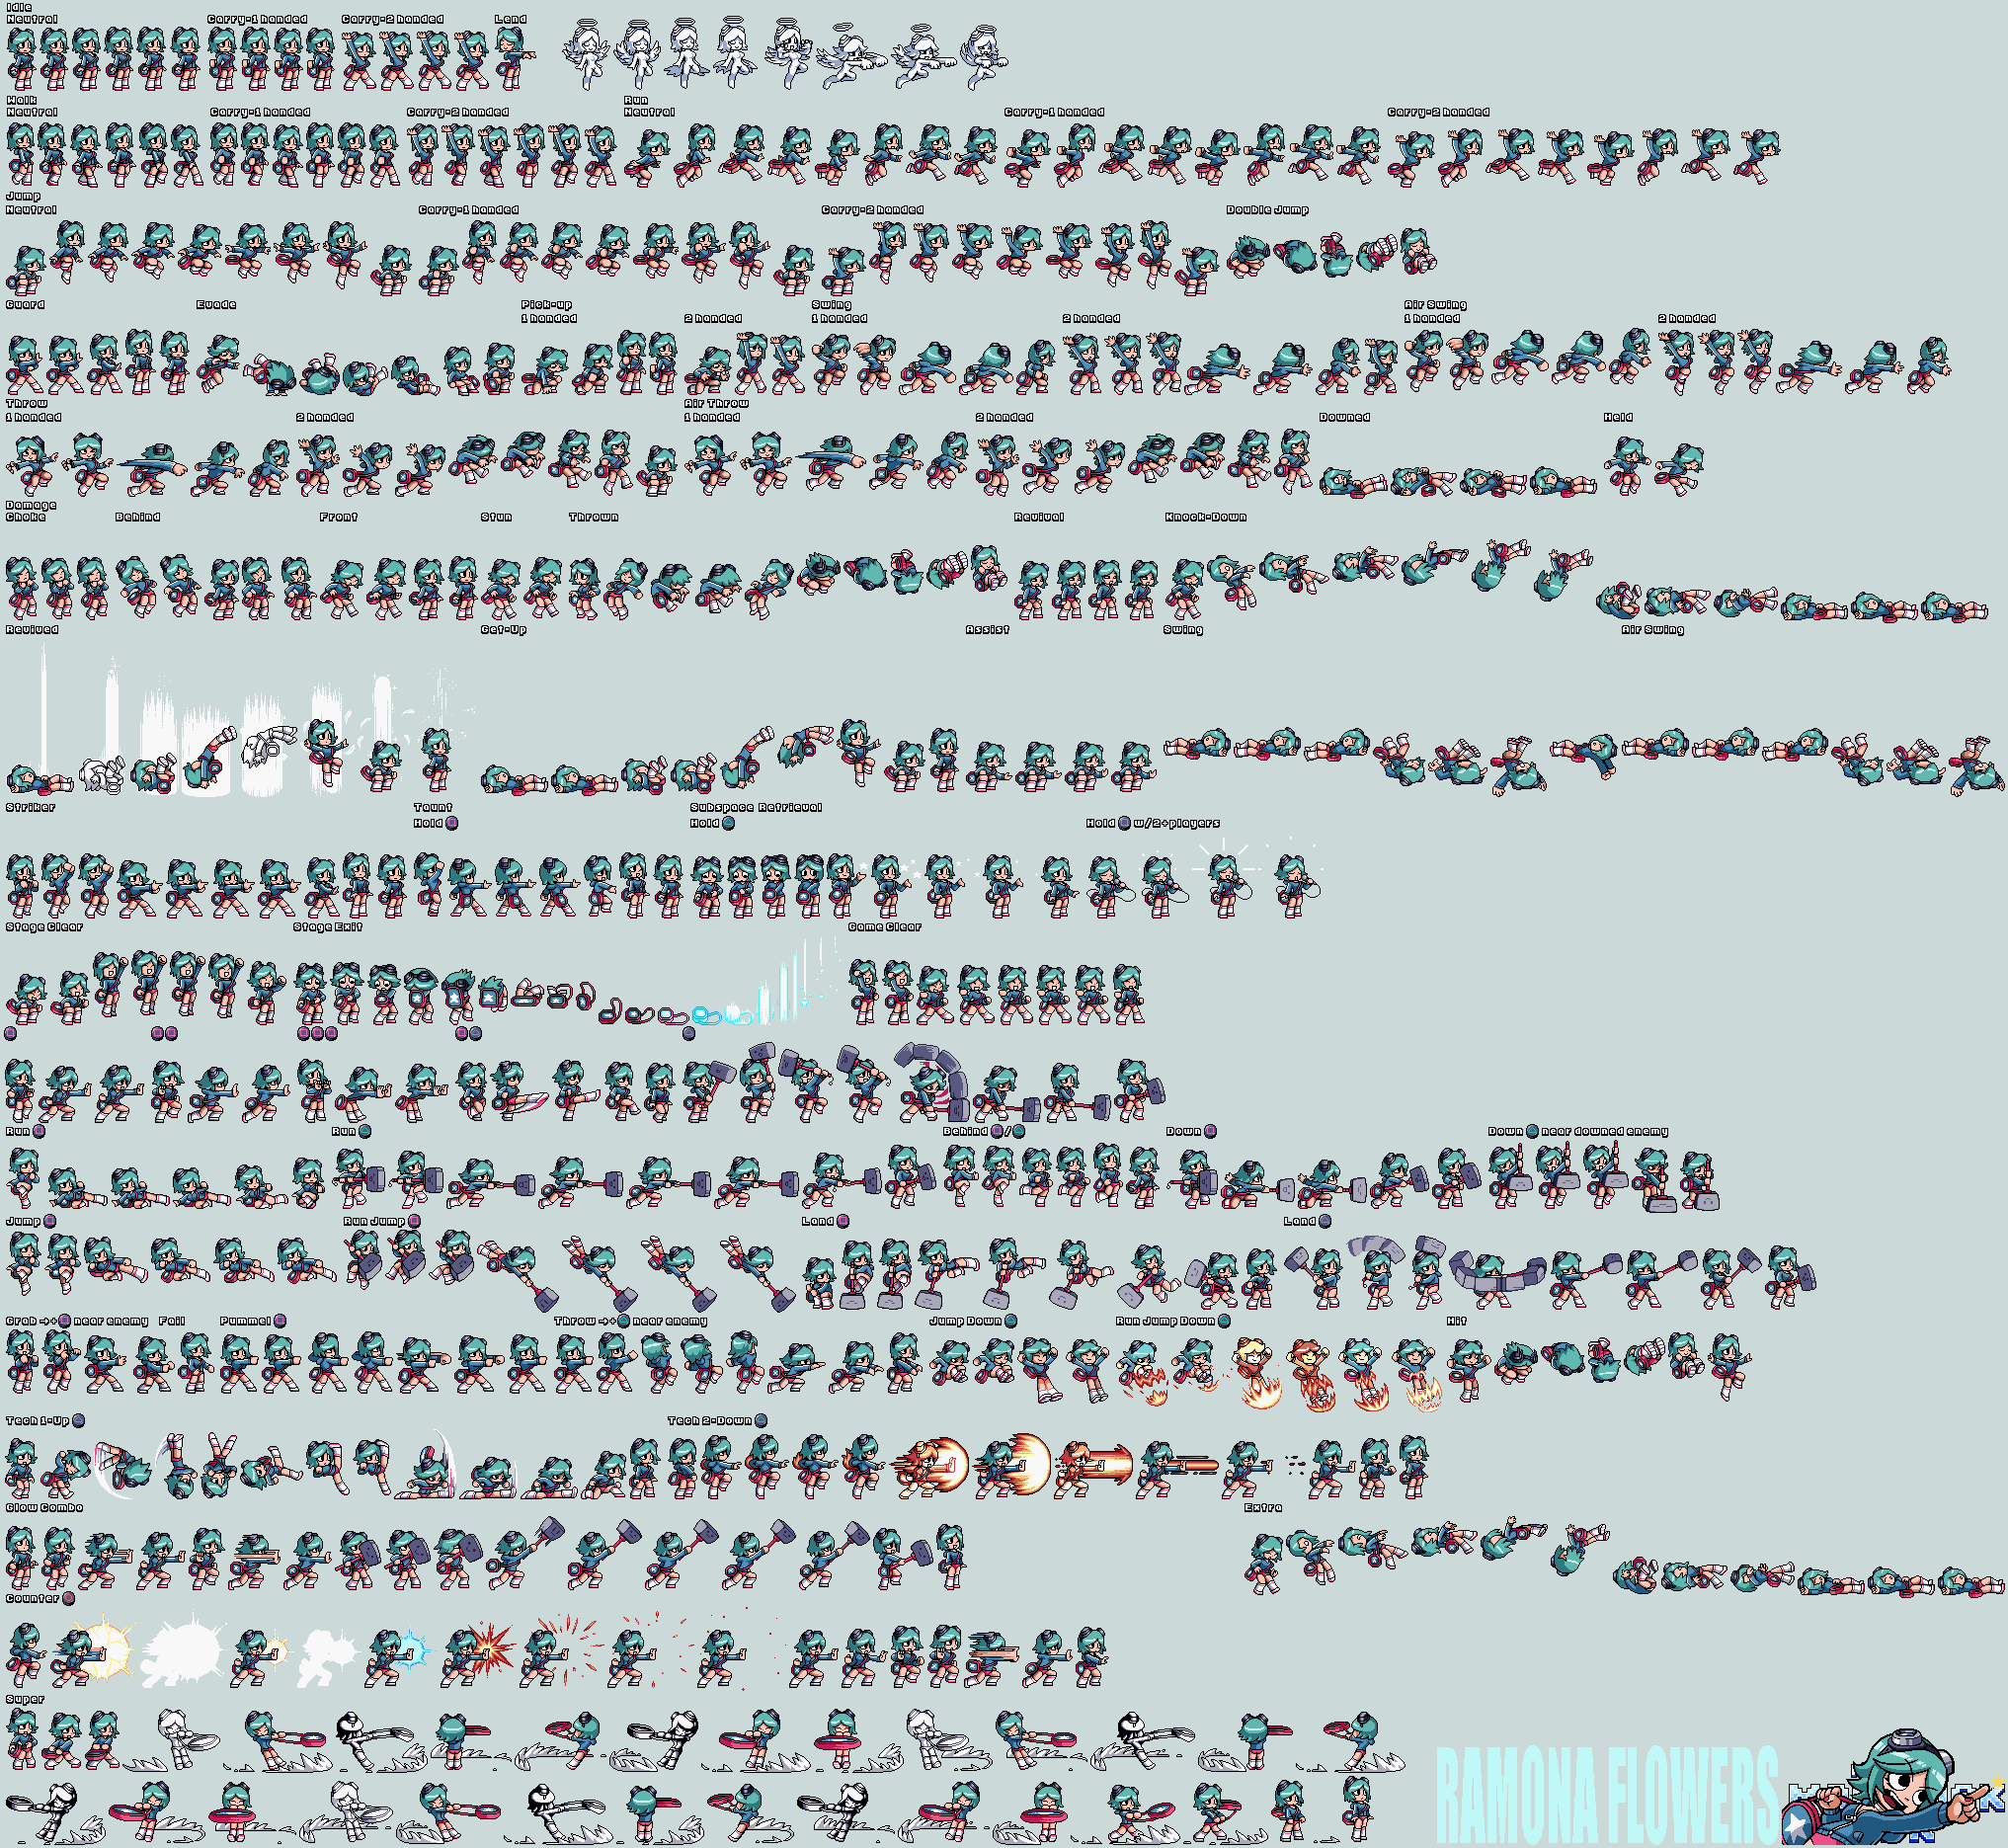 Idle
Neutral Carry-1 handed Carry-2 handed Land
Walk Run
Neutral Carry-1 handed Carry-2 handed Neutral Carry-1 handed Carry-2 handed
Jump
Neutral Carry-1 handed Carry-2 handed Double Jump
Guard Evade Pick-up Swing Air Swing
1 handed 2 handed 1 handed 2 handed 1 handed 2 handed
Throw Air Throw
1 handed 2 handed 1 handed 2 handed Downed Held
Damage
Choke Behind Front Stun Thrown Revival Knock-Down
Revived Get-Up Assist Swing Air Swing
Striker Taunt Subspace Retrieval
Hold Hold Hold w/2+players
Stage Clear Stage Exit Game Clear
Run Run Behind / Down Down near downed enemy
Jump Run Jump Land Land
Grab →+ near enemy Fail Pummel Throw →+ near enemy Jump Down Run Jump Down Hit
Tech 1-Up Tech 2-Down
Glow Combo Extra
Counter
Super
RAMONA FLOWERS